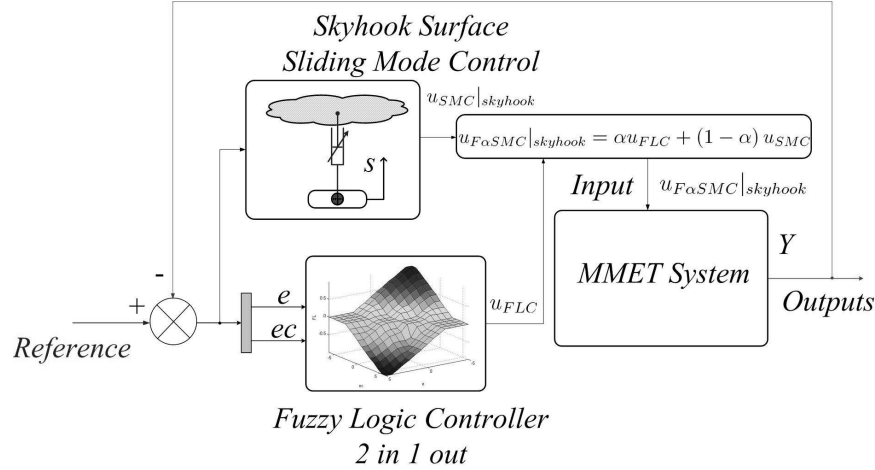 Skyhook Surface
Sliding Mode Control
u_{SMC}|_{skyhook}
u_{FαSMC}|_{skyhook} = αu_{FLC} + (1 − α) u_{SMC}
s
Input
u_{FαSMC}|_{skyhook}
-
+
Reference
e
ec
u_{FLC}
MMET System
Y
Outputs
Fuzzy Logic Controller
2 in 1 out